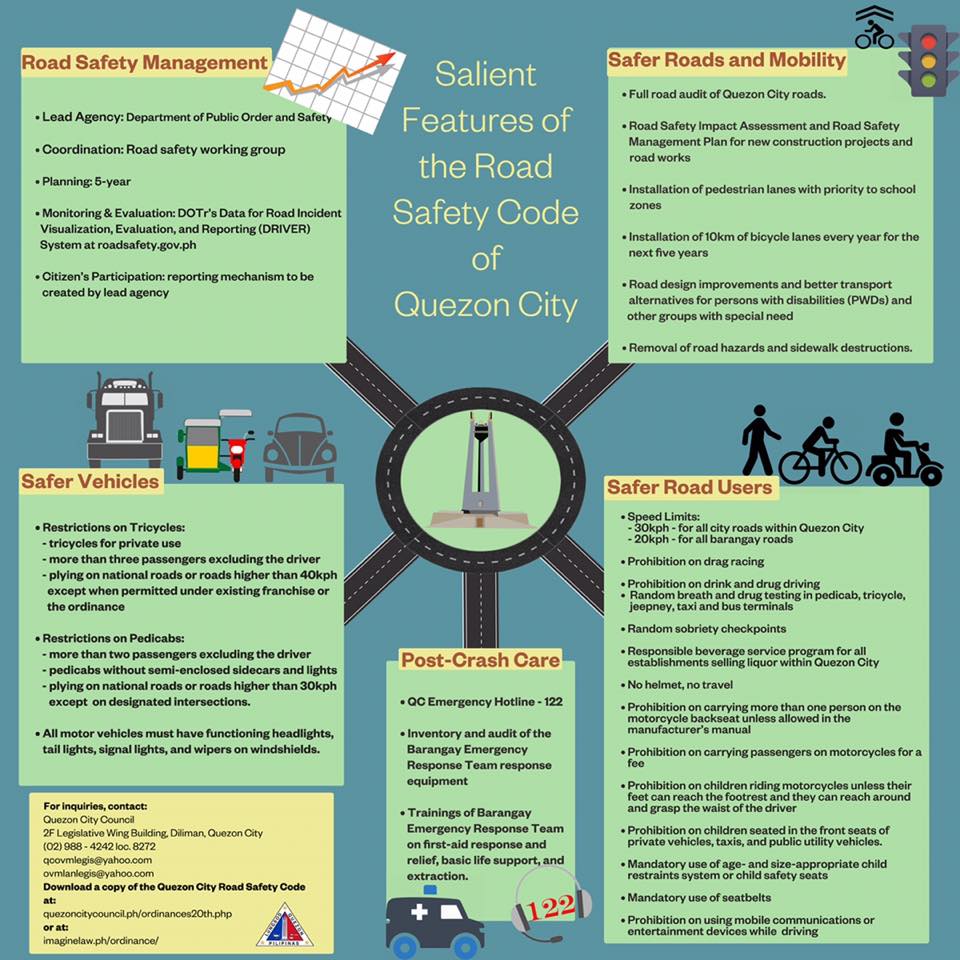 Salient
Features of
the Road
Safety Code
of
Quezon City
Road Safety Management
• Lead Agency: Department of Public Order and Safety
• Coordination: Road safety working group
• Planning: 5-year
• Monitoring & Evaluation: DOTr's Data for Road Incident
Visualization, Evaluation, and Reporting (DRIVER)
System at roadsafety.gov.ph
• Citizen's Participation: reporting mechanism to be
created by lead agency
Safer Roads and Mobility
• Full road audit of Quezon City roads.
• Road Safety Impact Assessment and Road Safety
Management Plan for new construction projects and
road works
• Installation of pedestrian lanes with priority to school
zones
• Installation of 10km of bicycle lanes every year for the
next five years
• Road design improvements and better transport
alternatives for persons with disabilities (PWDs) and
other groups with special need
• Removal of road hazards and sidewalk destructions.
Safer Vehicles
• Restrictions on Tricycles:
- tricycles for private use
- more than three passengers excluding the driver
- plying on national roads or roads higher than 40kph
except when permitted under existing franchise or
the ordinance
• Restrictions on Pedicabs:
- more than two passengers excluding the driver
- pedicabs without semi-enclosed sidecars and lights
- plying on national roads or roads higher than 30kph
except on designated intersections.
• All motor vehicles must have functioning headlights,
tail lights, signal lights, and wipers on windshields.
Safer Road Users
• Speed Limits:
- 30kph - for all city roads within Quezon City
- 20kph - for all barangay roads
• Prohibition on drag racing
• Prohibition on drink and drug driving
• Random breath and drug testing in pedicab, tricycle,
jeepney, taxi and bus terminals
• Random sobriety checkpoints
• Responsible beverage service program for all
establishments selling liquor within Quezon City
• No helmet, no travel
• Prohibition on carrying more than one person on the
motorcycle backseat unless allowed in the
manufacturer's manual
• Prohibition on carrying passengers on motorcycles for a
fee
• Prohibition on children riding motorcycles unless their
feet can reach the footrest and they can reach around
and grasp the waist of the driver
• Prohibition on children seated in the front seats of
private vehicles, taxis, and public utility vehicles.
• Mandatory use of age- and size-appropriate child
restraints system or child safety seats
• Mandatory use of seatbelts
• Prohibition on using mobile communications or
entertainment devices while driving
Post-Crash Care
• QC Emergency Hotline - 122
• Inventory and audit of the
Barangay Emergency
Response Team response
equipment
• Trainings of Barangay
Emergency Response Team
on first-aid response and
relief, basic life support, and
extraction.
122
For inquiries, contact:
Quezon City Council
2F Legislative Wing Building, Diliman, Quezon City
(02) 988 - 4242 loc. 8272
qcovmlegis@yahoo.com
ovmlanlegis@yahoo.com
Download a copy of the Quezon City Road Safety Code
at:
quezoncitycouncil.ph/ordinances20th.php
or at:
imaginelaw.ph/ordinance/
LUNGSOD QUEZON
PILIPINAS